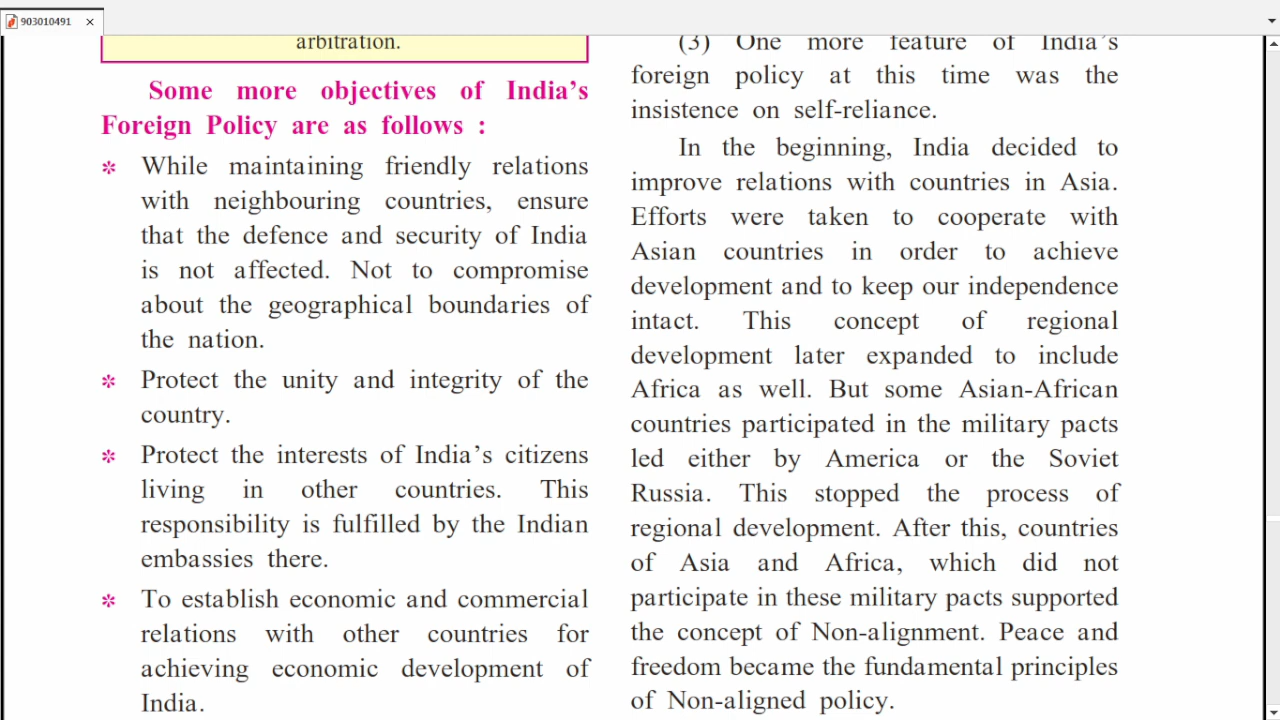 903010491
arbitration.
Some more objectives of India’s
Foreign Policy are as follows :
✻ While maintaining friendly relations
with neighbouring countries, ensure
that the defence and security of India
is not affected. Not to compromise
about the geographical boundaries of
the nation.
✻ Protect the unity and integrity of the
country.
✻ Protect the interests of India’s citizens
living in other countries. This
responsibility is fulfilled by the Indian
embassies there.
✻ To establish economic and commercial
relations with other countries for
achieving economic development of
India.
(3) One more feature of India’s
foreign policy at this time was the
insistence on self-reliance.
In the beginning, India decided to
improve relations with countries in Asia.
Efforts were taken to cooperate with
Asian countries in order to achieve
development and to keep our independence
intact. This concept of regional
development later expanded to include
Africa as well. But some Asian-African
countries participated in the military pacts
led either by America or the Soviet
Russia. This stopped the process of
regional development. After this, countries
of Asia and Africa, which did not
participate in these military pacts supported
the concept of Non-alignment. Peace and
freedom became the fundamental principles
of Non-aligned policy.